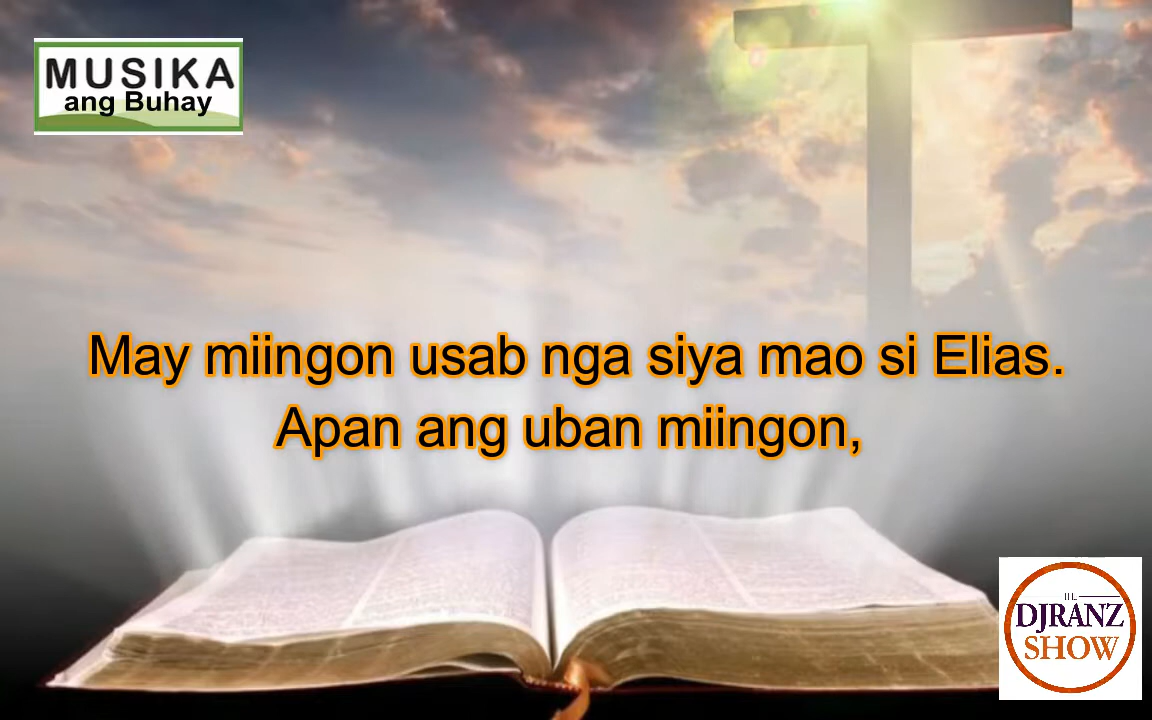 MUSIKA
ang Buhay
May miingon usab nga siya mao si Elias.
Apan ang uban miingon,
DJRANZ
SHOW